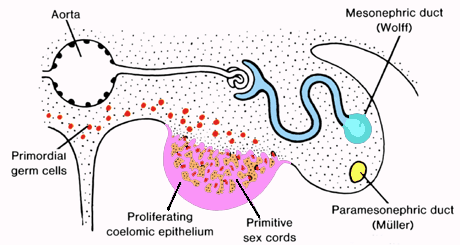 Aorta
Mesonephric duct
(Wolff)
Primordial
germ cells
Proliferating
coelomic epithelium
Primitive
sex cords
Paramesonephric duct
(Müller)